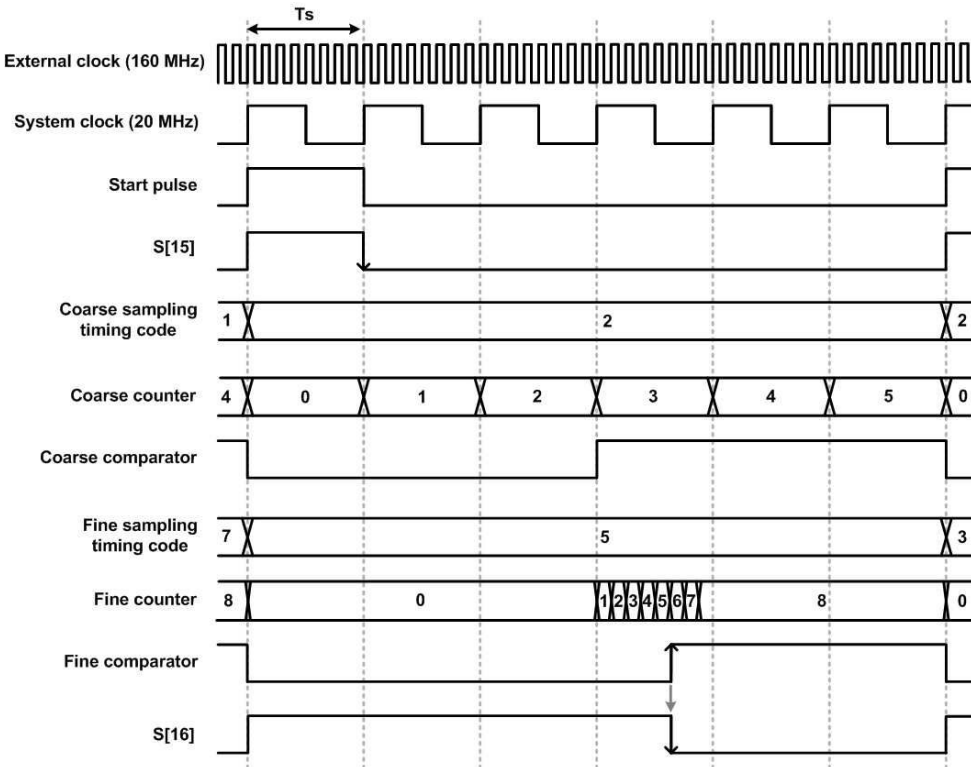 Ts
External clock (160 MHz)
System clock (20 MHz)
Start pulse
S[15]
Coarse sampling
timing code
1 2 2
Coarse counter 4 0 1 2 3 4 5 0
Coarse comparator
Fine sampling
timing code
7 5 3
Fine counter 8 0 1 2 3 4 5 6 7 8 0
Fine comparator
S[16]